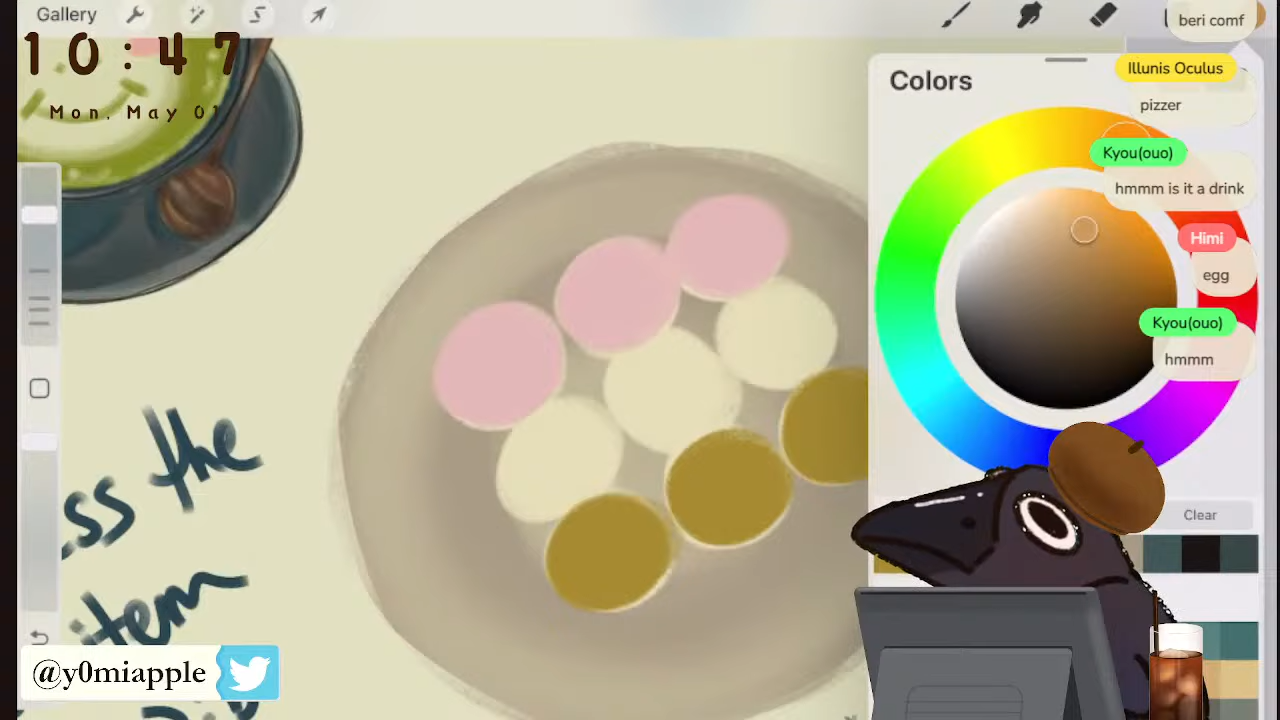 Gallery
10:47
Mon, May 01
Colors
beri comf
Illunis Oculus
pizzer
Kyou(ouo)
hmmm is it a drink
Himi
egg
Kyou(ouo)
hmmm
Clear
ss the
item
@y0miapple